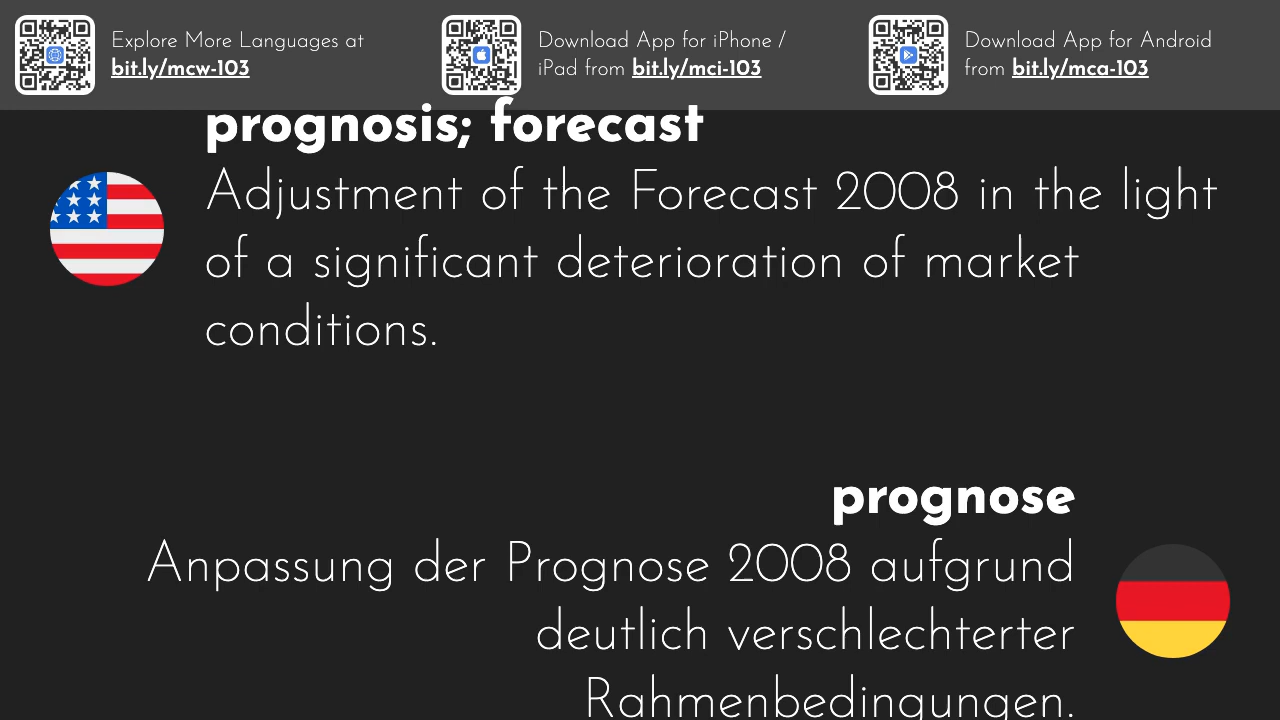 Explore More Languages at
bit.ly/mcw-103
Download App for iPhone /
iPad from bit.ly/mci-103
Download App for Android
from bit.ly/mca-103
prognosis; forecast
Adjustment of the Forecast 2008 in the light
of a significant deterioration of market
conditions.
prognose
Anpassung der Prognose 2008 aufgrund
deutlich verschlechterter
Rahmenbedingungen.